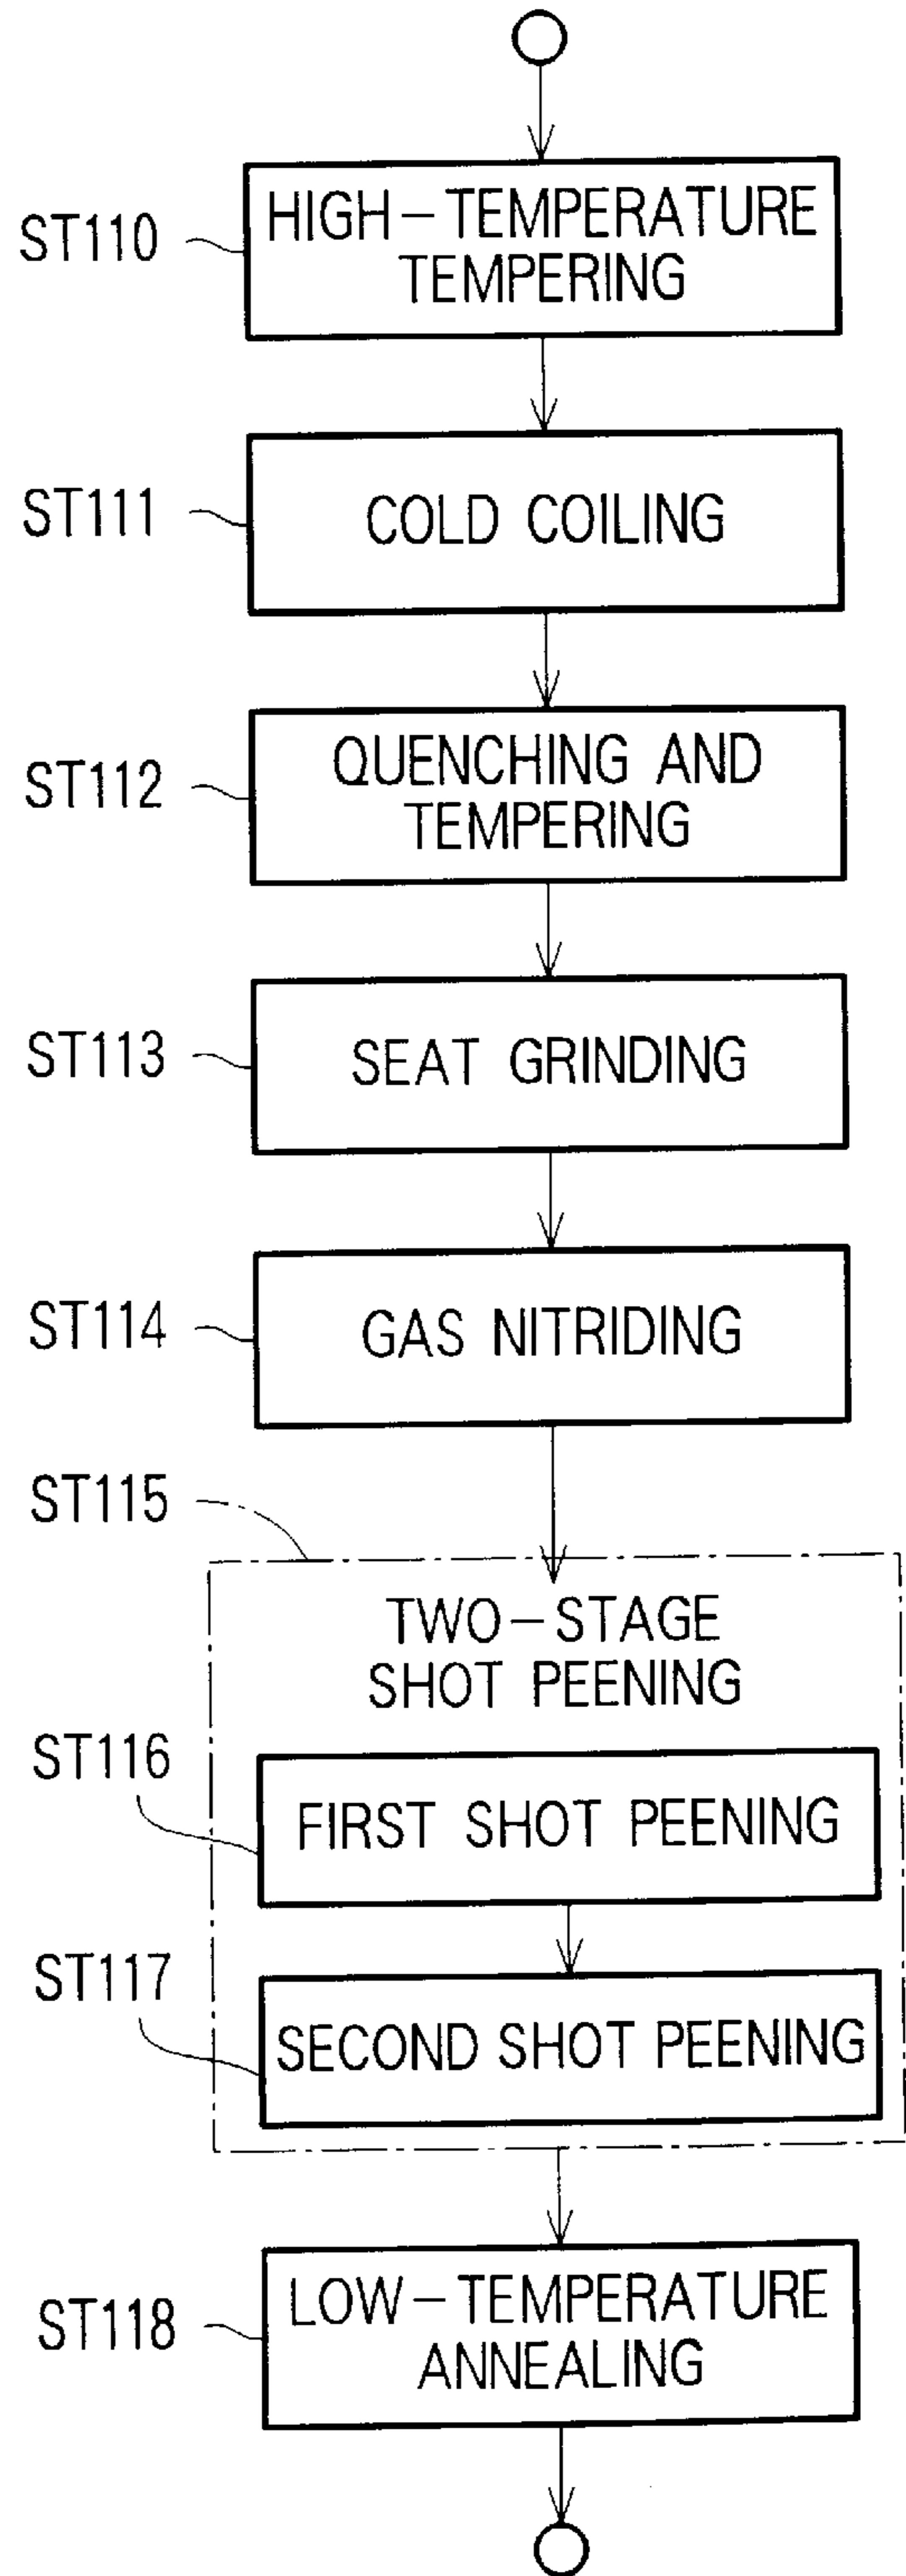 ST110
HIGH-TEMPERATURE
TEMPERING
ST111
COLD COILING
ST112
QUENCHING AND
TEMPERING
ST113
SEAT GRINDING
ST114
GAS NITRIDING
ST115
TWO-STAGE
SHOT PEENING
ST116
FIRST SHOT PEENING
ST117
SECOND SHOT PEENING
ST118
LOW-TEMPERATURE
ANNEALING